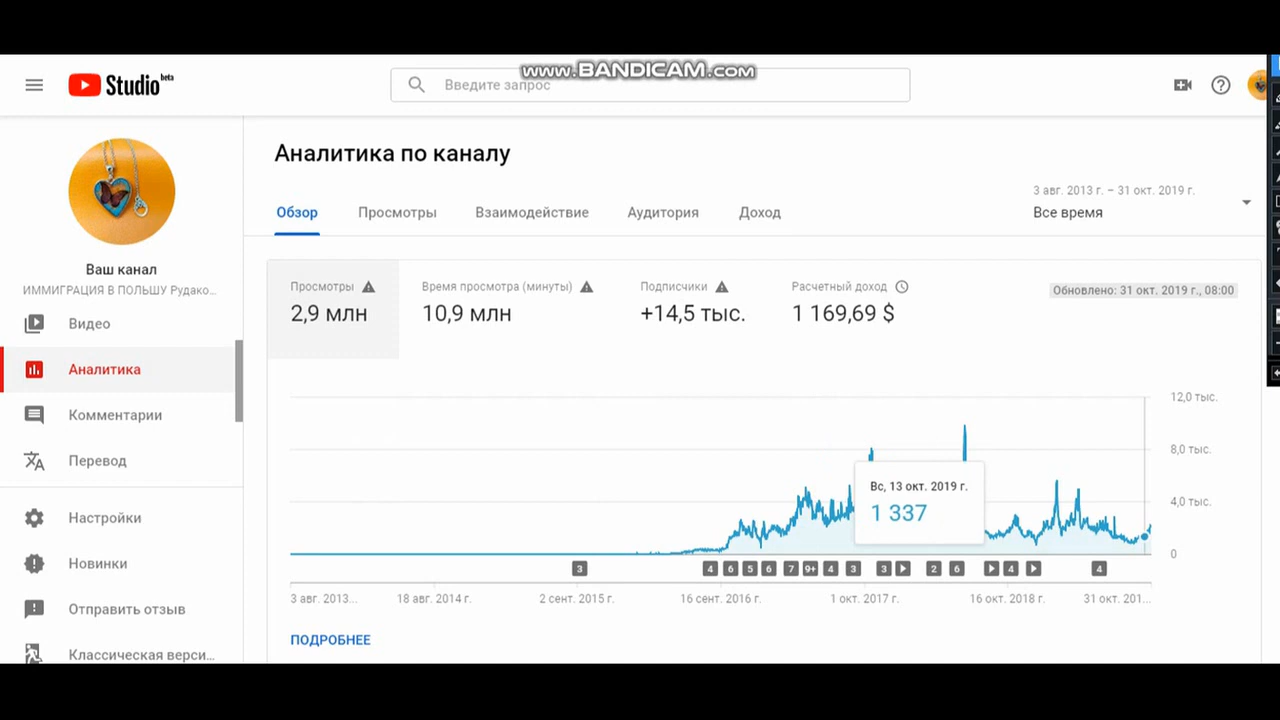 www.BANDICAM.com
Studio beta
Введите запрос
Аналитика по каналу
3 авг. 2013 г. – 31 окт. 2019 г.
Все время
Обзор
Просмотры
Взаимодействие
Аудитория
Доход
Ваш канал
ИММИГРАЦИЯ В ПОЛЬШУ Рудако...
Видео
Аналитика
Комментарии
Перевод
Настройки
Новинки
Отправить отзыв
Классическая верси...
Просмотры
2,9 млн
Время просмотра (минуты)
10,9 млн
Подписчики
+14,5 тыс.
Расчетный доход
1 169,69 $
Обновлено: 31 окт. 2019 г., 08:00
12,0 тыс.
8,0 тыс.
4,0 тыс.
0
Вс, 13 окт. 2019 г.
1 337
3 4 6 5 6 7 9+ 4 3 3 2 6 4 4
3 авг. 2013... 18 авг. 2014 г. 2 сент. 2015 г. 16 сент. 2016 г. 1 окт. 2017 г. 16 окт. 2018 г. 31 окт. 201...
ПОДРОБНЕЕ